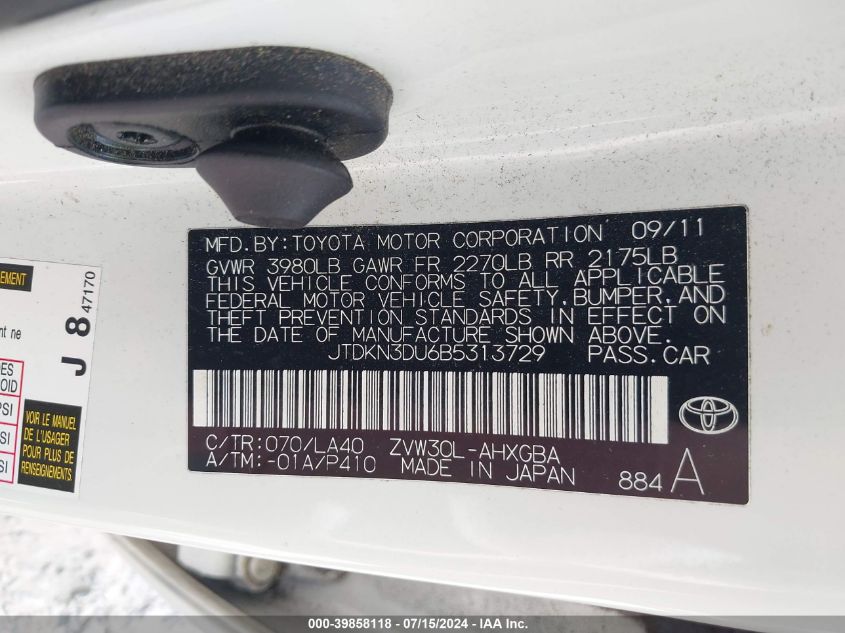 MFD. BY: TOYOTA MOTOR CORPORATION 09/11
GVWR 3980LB GAWR FR 2270LB RR 2175LB
THIS VEHICLE CONFORMS TO ALL APPLICABLE
FEDERAL MOTOR VEHICLE SAFETY, BUMPER, AND
THEFT PREVENTION STANDARDS IN EFFECT ON
THE DATE OF MANUFACTURE SHOWN ABOVE.
JTDKN3DU6B5313729 PASS. CAR
C/TR: 070/LA40 ZVW30L-AHXGBA
A/TM: -01A/P410 MADE IN JAPAN
884 A
J 8 47170
VOIR LE MANUEL
DE L'USAGER
POUR PLUS DE
RENSEIGNEMENTS
000-39858118 - 07/15/2024 - IAA Inc.